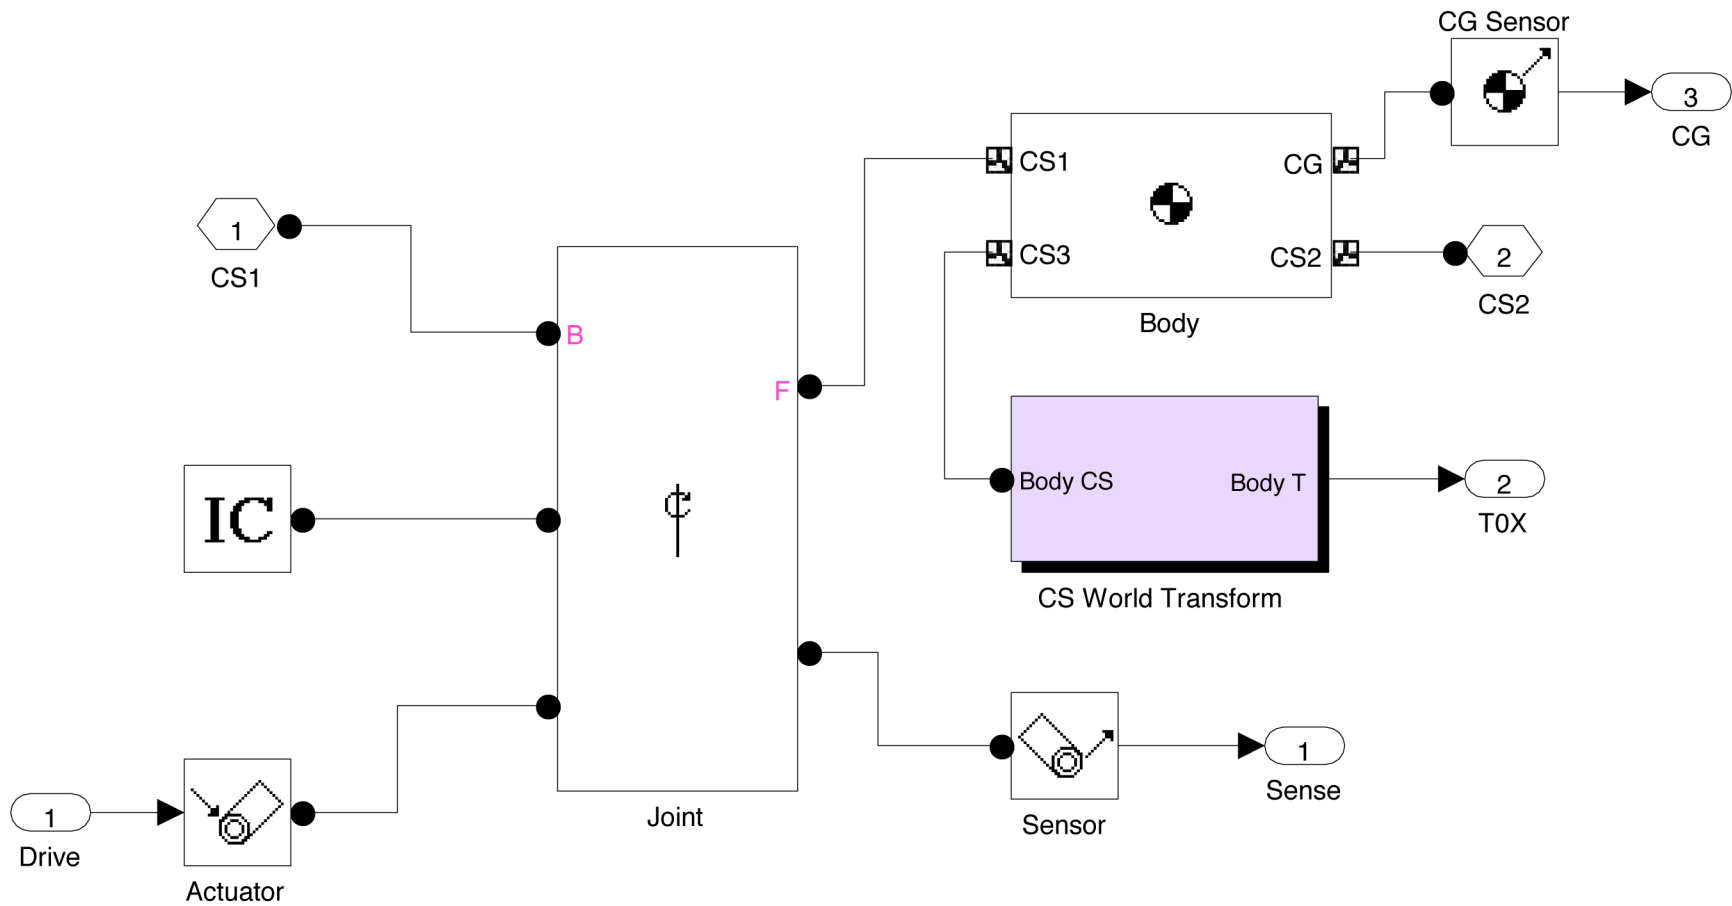 CG Sensor
3
CG
CS1
CG
1
CS1
CS3
CS2
2
CS2
Body
B
F
Body CS
Body T
2
T0X
IC
CS World Transform
1
Sense
Joint
Sensor
1
Drive
Actuator